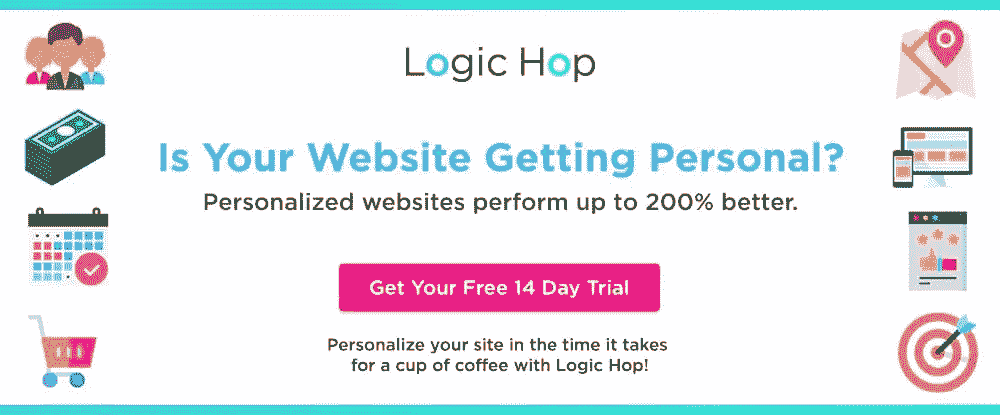 Logic Hop
Is Your Website Getting Personal?
Personalized websites perform up to 200% better.
Get Your Free 14 Day Trial
Personalize your site in the time it takes
for a cup of coffee with Logic Hop!